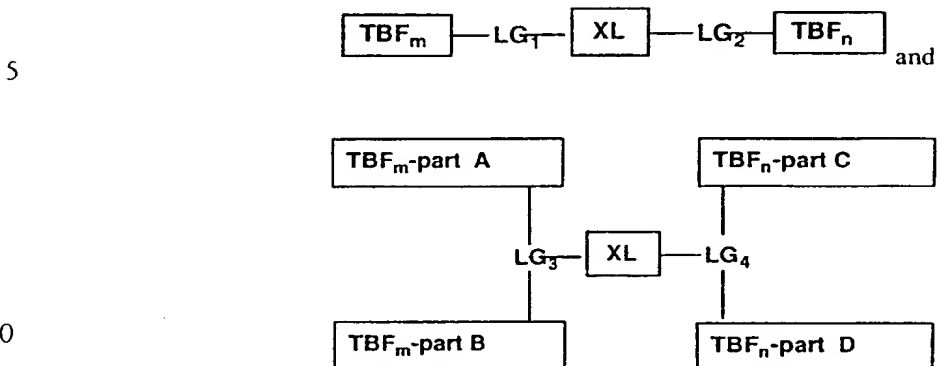 TBFm LG1 XL LG2 TBFn and
5
TBFm-part A TBFn-part C
LG3 XL LG4
0
TBFm-part B TBFn-part D